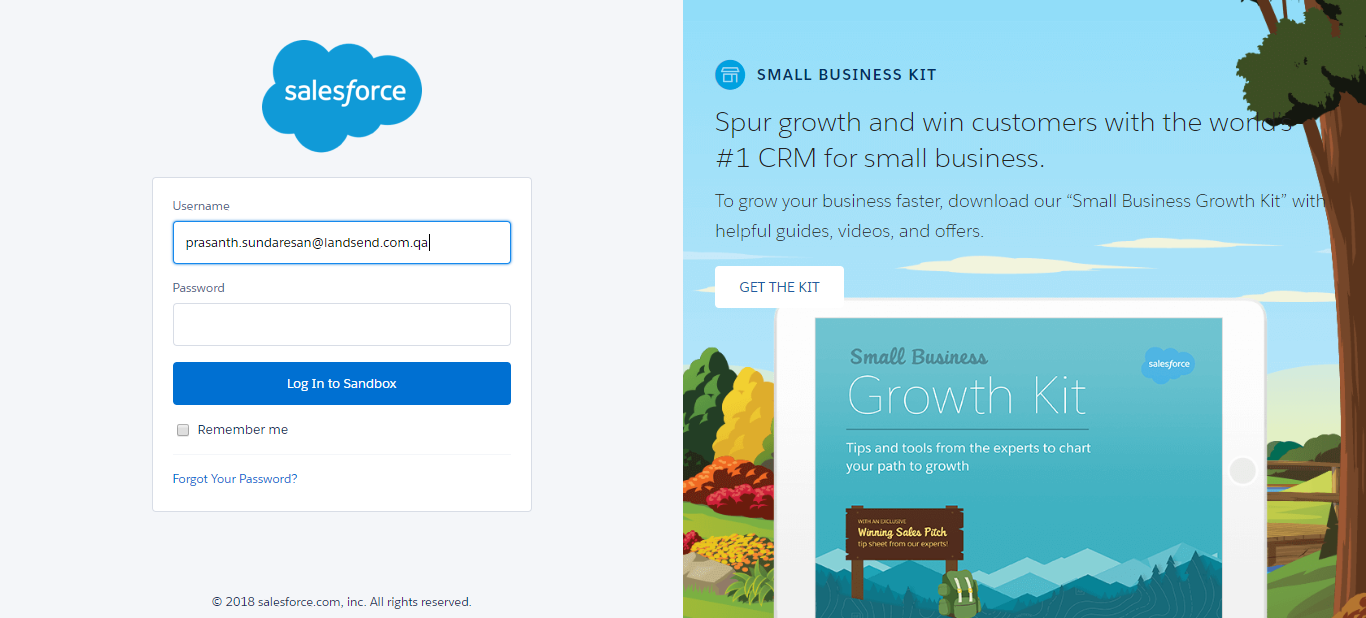 salesforce
Username
prasanth.sundaresan@landsend.com.qa
Password
Log In to Sandbox
Remember me
Forgot Your Password?
© 2018 salesforce.com, inc. All rights reserved.
SMALL BUSINESS KIT
Spur growth and win customers with the world's
#1 CRM for small business.
To grow your business faster, download our “Small Business Growth Kit” with
helpful guides, videos, and offers.
GET THE KIT
Small Business
salesforce
Growth Kit
Tips and tools from the experts to chart
your path to growth
WITH AN EXCLUSIVE
Winning Sales Pitch
tip sheet from our experts!